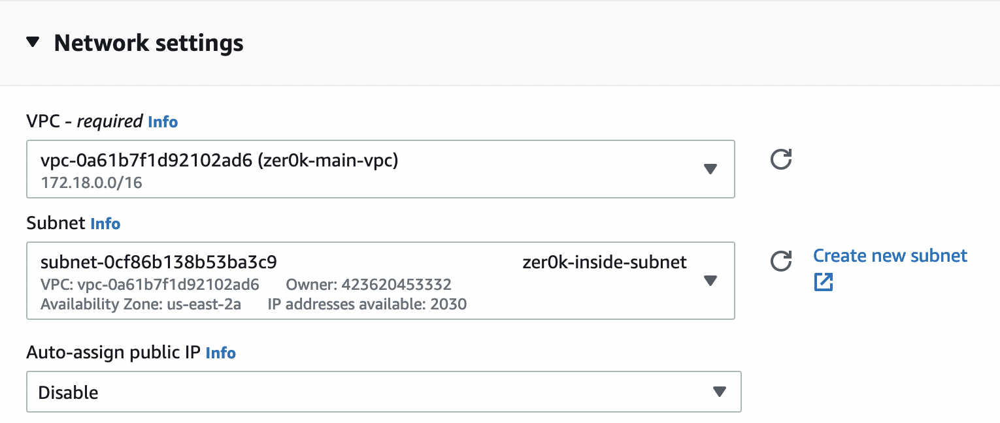 Network settings
VPC - required Info
vpc-0a61b7f1d92102ad6 (zer0k-main-vpc)
172.18.0.0/16
Subnet Info
subnet-0cf86b138b53ba3c9 zer0k-inside-subnet
VPC: vpc-0a61b7f1d92102ad6 Owner: 423620453332
Availability Zone: us-east-2a IP addresses available: 2030
Create new subnet
Auto-assign public IP Info
Disable